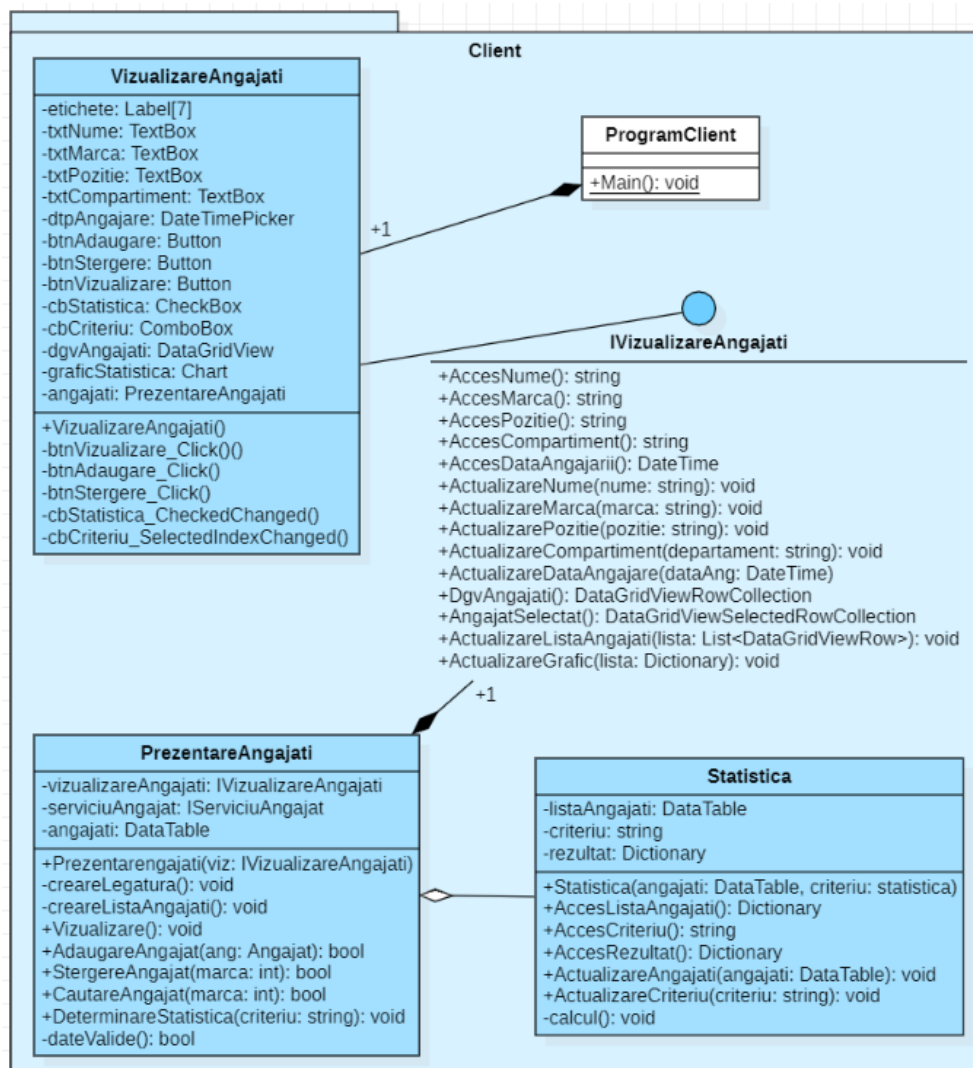 Client
VizualizareAngajati
-etichete: Label[7]
-txtNume: TextBox
-txtMarca: TextBox
-txtPozitie: TextBox
-txtCompartiment: TextBox
-dtpAngajare: DateTimePicker
-btnAdaugare: Button
-btnStergere: Button
-btnVizualizare: Button
-cbStatistica: CheckBox
-cbCriteriu: ComboBox
-dgvAngajati: DataGridView
-graficStatistica: Chart
-angajati: PrezentareAngajati
+VizualizareAngajati()
-btnVizualizare_Click()()
-btnAdaugare_Click()
-btnStergere_Click()
-cbStatistica_CheckedChanged()
-cbCriteriu_SelectedIndexChanged()
+1
ProgramClient
+Main(): void
IVizualizareAngajati
+AccesNume(): string
+AccesMarca(): string
+AccesPozitie(): string
+AccesCompartiment(): string
+AccesDataAngajarii(): DateTime
+ActualizareNume(nume: string): void
+ActualizareMarca(marca: string): void
+ActualizarePozitie(pozitie: string): void
+ActualizareCompartiment(departament: string): void
+ActualizareDataAngajare(dataAng: DateTime)
+DgvAngajati(): DataGridViewRowCollection
+AngajatSelectat(): DataGridViewSelectedRowCollection
+ActualizareListaAngajati(lista: List<DataGridViewRow>): void
+ActualizareGrafic(lista: Dictionary): void
+1
PrezentareAngajati
-vizualizareAngajati: IVizualizareAngajati
-serviciuAngajat: IServiciuAngajat
-angajati: DataTable
+Prezentarengajati(viz: IVizualizareAngajati)
-creareLegatura(): void
-creareListaAngajati(): void
+Vizualizare(): void
+AdaugareAngajat(ang: Angajat): bool
+StergereAngajat(marca: int): bool
+CautareAngajat(marca: int): bool
+DeterminareStatistica(criteriu: string): void
-dateValide(): bool
Statistica
-listaAngajati: DataTable
-criteriu: string
-rezultat: Dictionary
+Statistica(angajati: DataTable, criteriu: statistica)
+AccesListaAngajati(): Dictionary
+AccesCriteriu(): string
+AccesRezultat(): Dictionary
+ActualizareAngajati(angajati: DataTable): void
+ActualizareCriteriu(criteriu: string): void
-calcul(): void